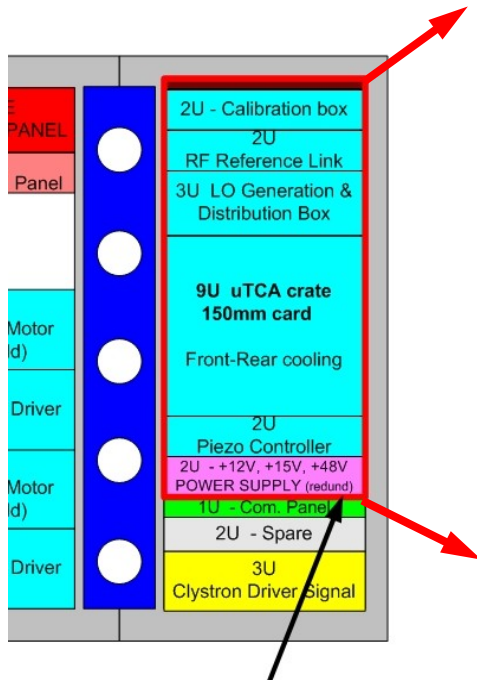 E
PANEL
Panel
Motor
ld)
Driver
Motor
ld)
Driver
2U - Calibration box
2U
RF Reference Link
3U LO Generation &
Distribution Box
9U uTCA crate
150mm card
Front-Rear cooling
2U
Piezo Controller
2U - +12V, +15V, +48V
POWER SUPPLY (redund)
1U - Com. Panel
2U - Spare
3U
Clystron Driver Signal